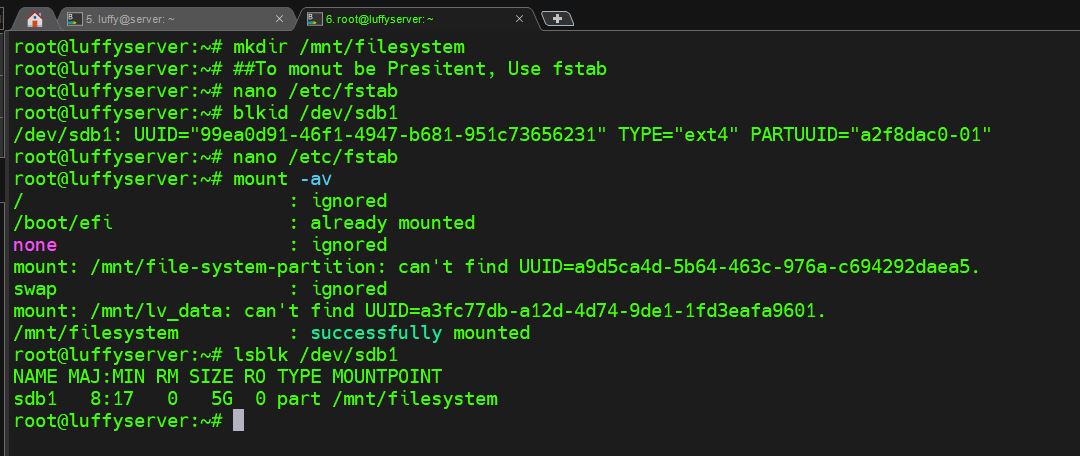 5. luffy@server: ~
6. root@luffyserver: ~
root@luffyserver:~# mkdir /mnt/filesystem
root@luffyserver:~# ##To monut be Presitent, Use fstab
root@luffyserver:~# nano /etc/fstab
root@luffyserver:~# blkid /dev/sdb1
/dev/sdb1: UUID="99ea0d91-46f1-4947-b681-951c73656231" TYPE="ext4" PARTUUID="a2f8dac0-01"
root@luffyserver:~# nano /etc/fstab
root@luffyserver:~# mount -av
/                        : ignored
/boot/efi                : already mounted
none                     : ignored
mount: /mnt/file-system-partition: can't find UUID=a9d5ca4d-5b64-463c-976a-c694292daea5.
swap                     : ignored
mount: /mnt/lv_data: can't find UUID=a3fc77db-a12d-4d74-9de1-1fd3eafa9601.
/mnt/filesystem          : successfully mounted
root@luffyserver:~# lsblk /dev/sdb1
NAME MAJ:MIN RM SIZE RO TYPE MOUNTPOINT
sdb1   8:17   0   5G  0 part /mnt/filesystem
root@luffyserver:~#